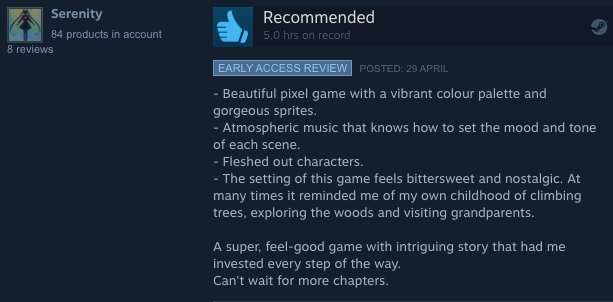 Serenity
84 products in account
8 reviews
Recommended
5.0 hrs on record
EARLY ACCESS REVIEW POSTED: 29 APRIL
- Beautiful pixel game with a vibrant colour palette and
gorgeous sprites.
- Atmospheric music that knows how to set the mood and tone
of each scene.
- Fleshed out characters.
- The setting of this game feels bittersweet and nostalgic. At
many times it reminded me of my own childhood of climbing
trees, exploring the woods and visiting grandparents.
A super, feel-good game with intriguing story that had me
invested every step of the way.
Can't wait for more chapters.